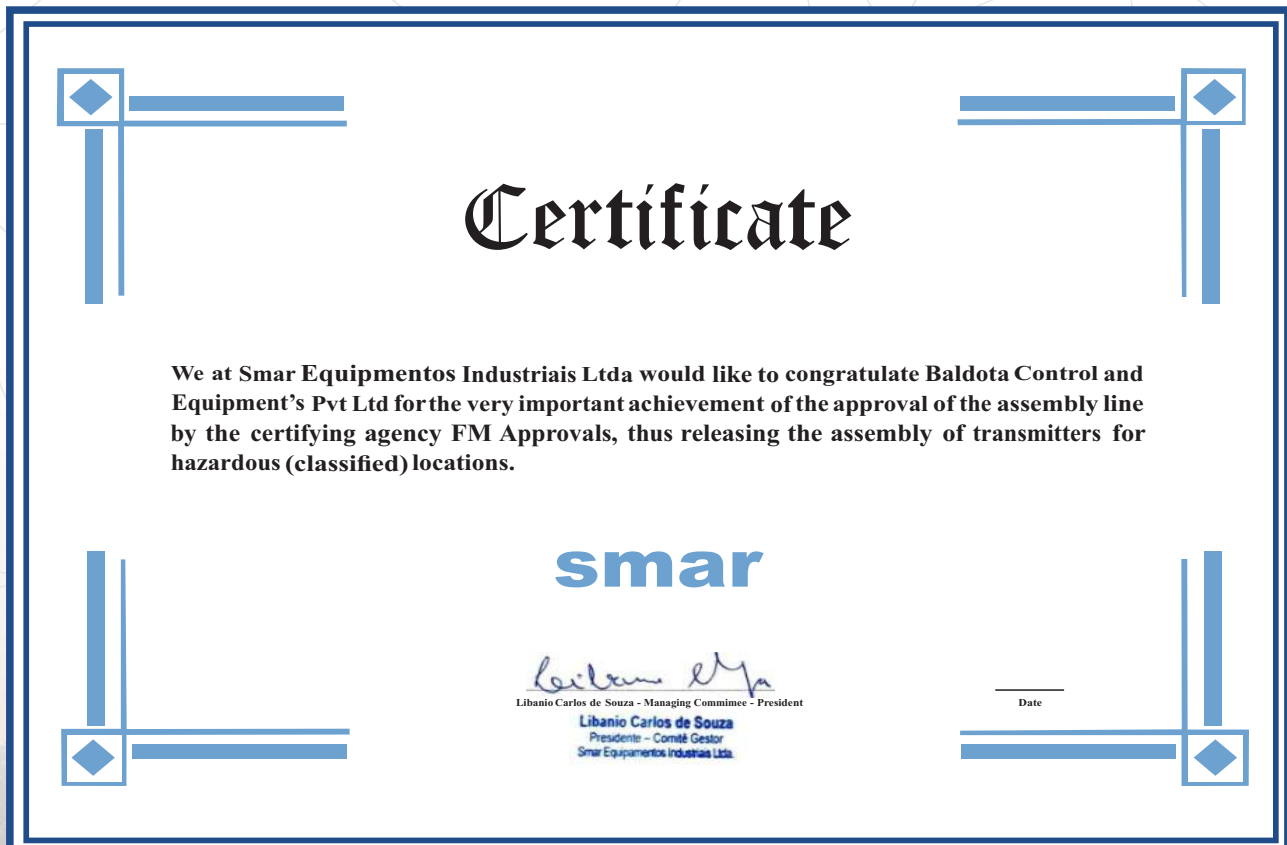 Certificate
We at Smar Equipmentos Industriais Ltda would like to congratulate Baldota Control and
Equipment's Pvt Ltd for the very important achievement of the approval of the assembly line
by the certifying agency FM Approvals, thus releasing the assembly of transmitters for
hazardous (classified) locations.
smar
Libanio Carlos de Souza - Managing Commimee - President
Date
Libanio Carlos de Souza
Presidente – Comitê Gestor
Smar Equipamentos Industriais Ltda.